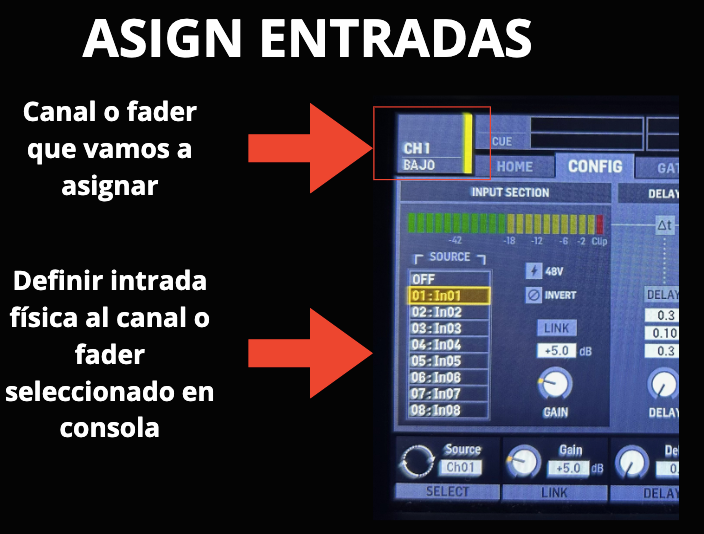 ASIGN ENTRADAS
Canal o fader
que vamos a
asignar
Definir intrada
física al canal o
fader
seleccionado en
consola
CH1
BAJO
CUE
HOME
CONFIG
GAT
INPUT SECTION
DELAY
-42
-18
-12
-6
-2
Clip
Δt
SOURCE
OFF
01:In01
02:In02
03:In03
04:In04
05:In05
06:In06
07:In07
08:In08
48V
INVERT
LINK
+5.0 dB
GAIN
DELAY
0.3
0.10
0.3
DELAY
Source
Ch01
SELECT
Gain
+5.0 dB
LINK
De
0.
DELAY